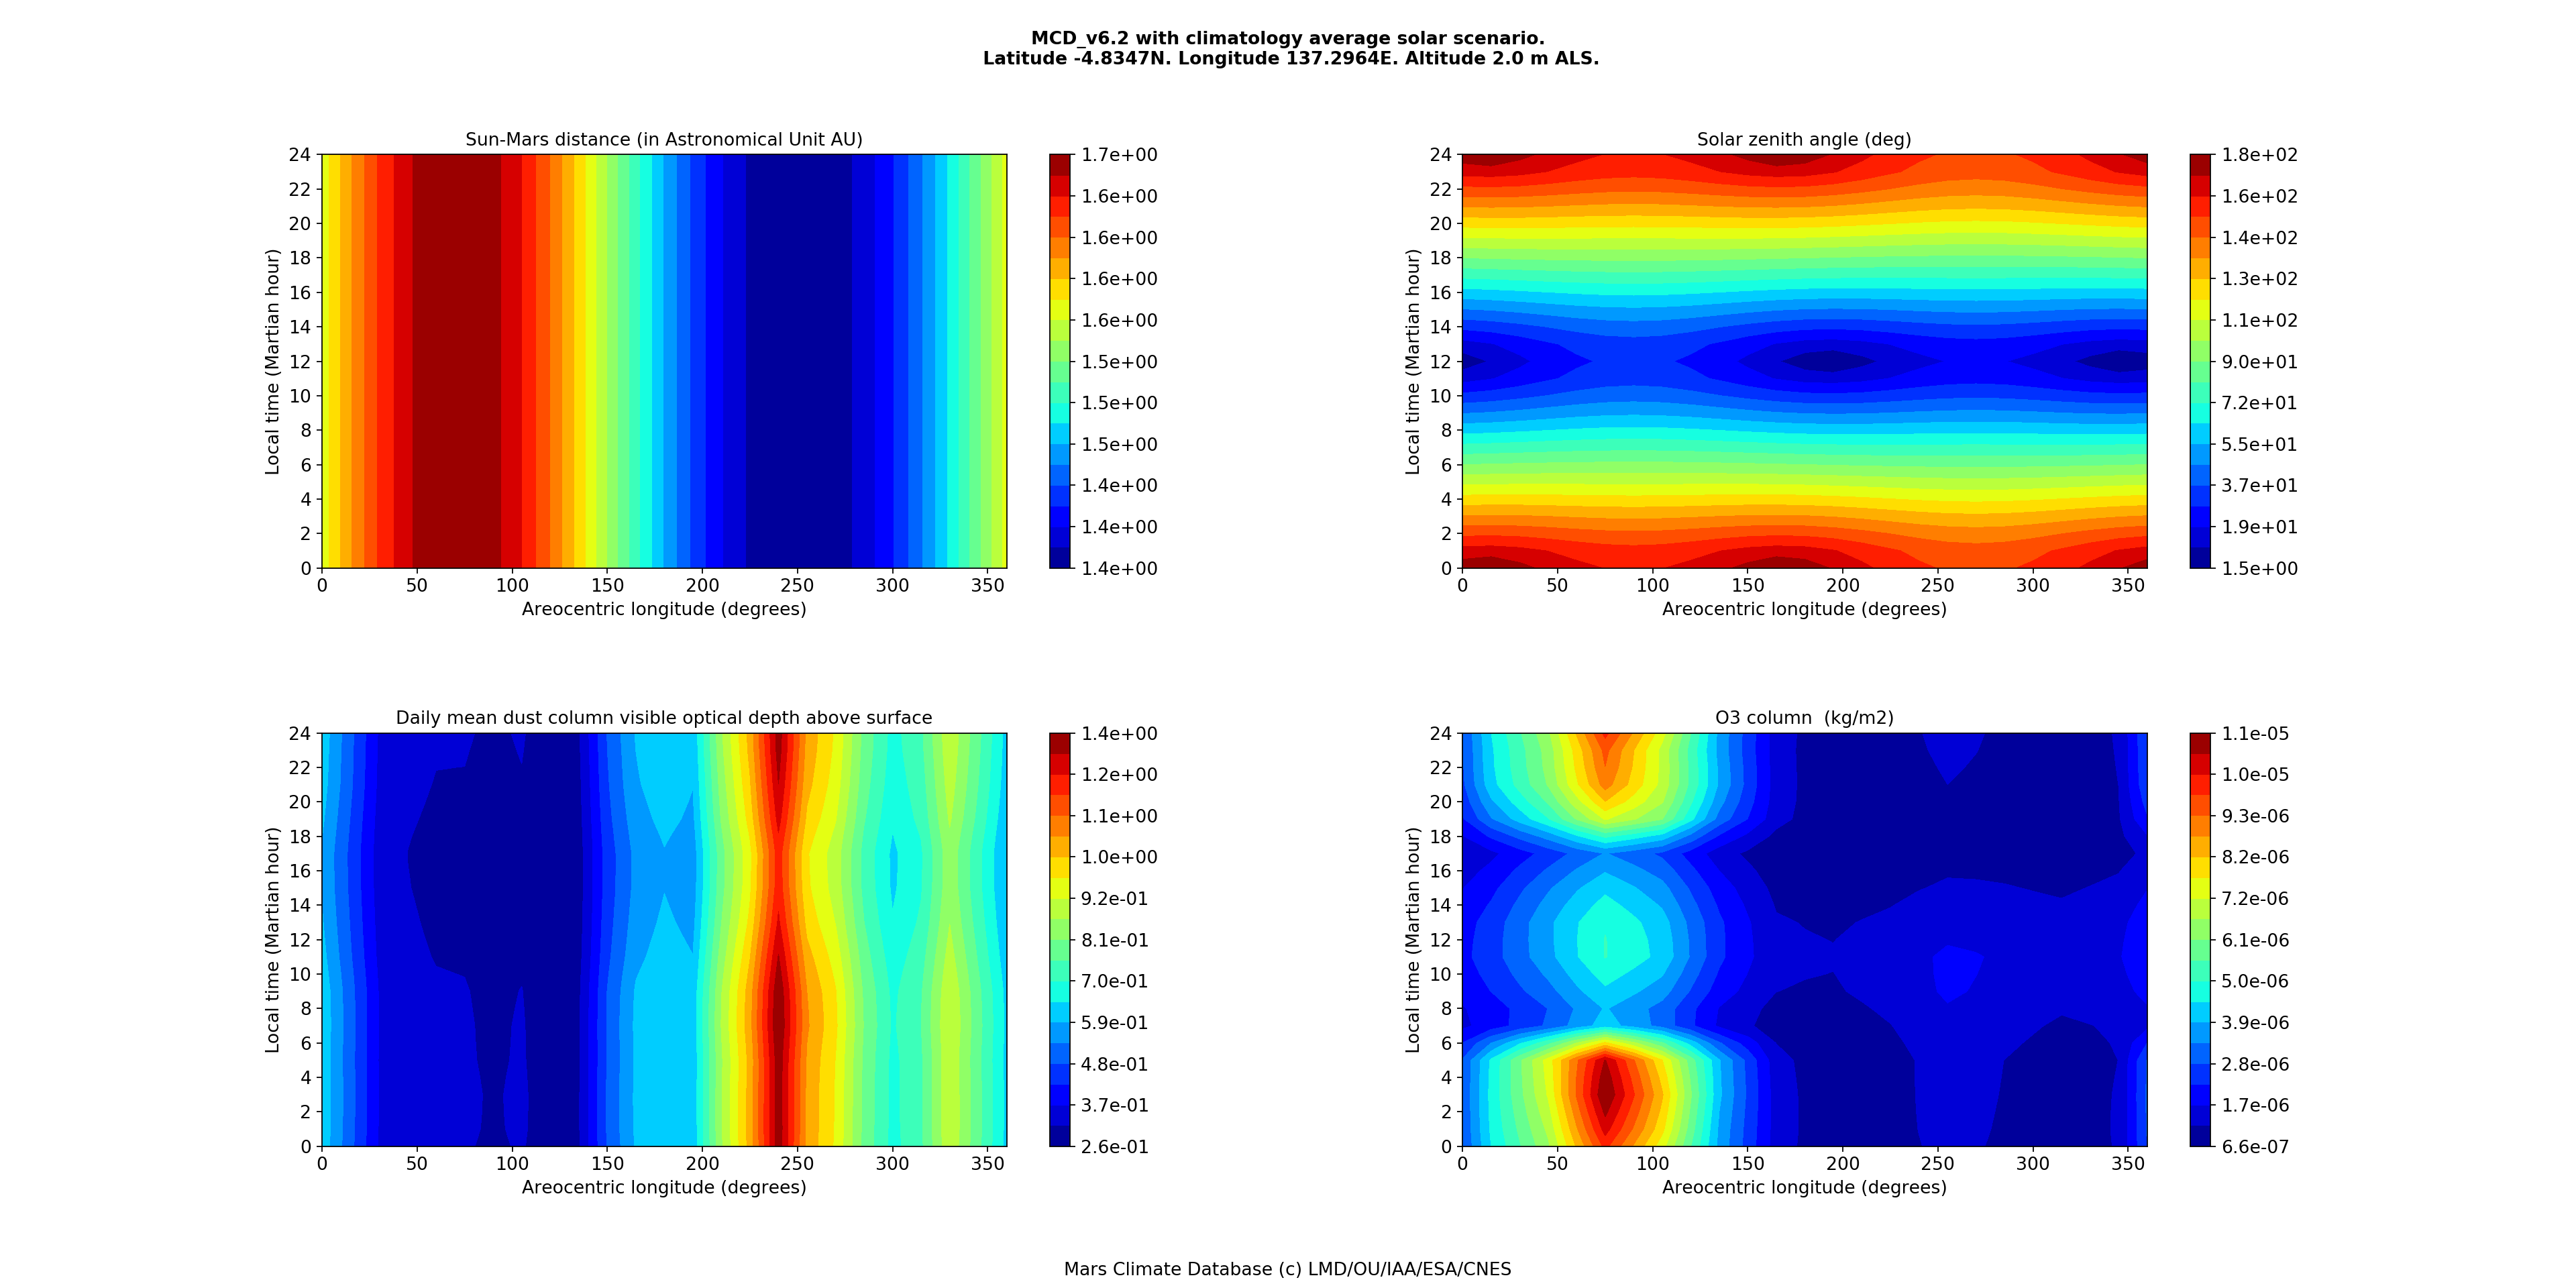 MCD_v6.2 with climatology average solar scenario.
Latitude -4.8347N. Longitude 137.2964E. Altitude 2.0 m ALS.
Sun-Mars distance (in Astronomical Unit AU)
24
22
20
18
16
14
12
10
8
6
4
2
0
Local time (Martian hour)
0 50 100 150 200 250 300 350
Areocentric longitude (degrees)
1.7e+00
1.6e+00
1.6e+00
1.6e+00
1.6e+00
1.5e+00
1.5e+00
1.5e+00
1.4e+00
1.4e+00
1.4e+00
Solar zenith angle (deg)
24
22
20
18
16
14
12
10
8
6
4
2
0
Local time (Martian hour)
0 50 100 150 200 250 300 350
Areocentric longitude (degrees)
1.8e+02
1.6e+02
1.4e+02
1.3e+02
1.1e+02
9.0e+01
7.2e+01
5.5e+01
3.7e+01
1.9e+01
1.5e+00
Daily mean dust column visible optical depth above surface
24
22
20
18
16
14
12
10
8
6
4
2
0
Local time (Martian hour)
0 50 100 150 200 250 300 350
Areocentric longitude (degrees)
1.4e+00
1.2e+00
1.1e+00
1.0e+00
9.2e-01
8.1e-01
7.0e-01
5.9e-01
4.8e-01
3.7e-01
2.6e-01
O3 column  (kg/m2)
24
22
20
18
16
14
12
10
8
6
4
2
0
Local time (Martian hour)
0 50 100 150 200 250 300 350
Areocentric longitude (degrees)
1.1e-05
1.0e-05
9.3e-06
8.2e-06
7.2e-06
6.1e-06
5.0e-06
3.9e-06
2.8e-06
1.7e-06
6.6e-07
Mars Climate Database (c) LMD/OU/IAA/ESA/CNES